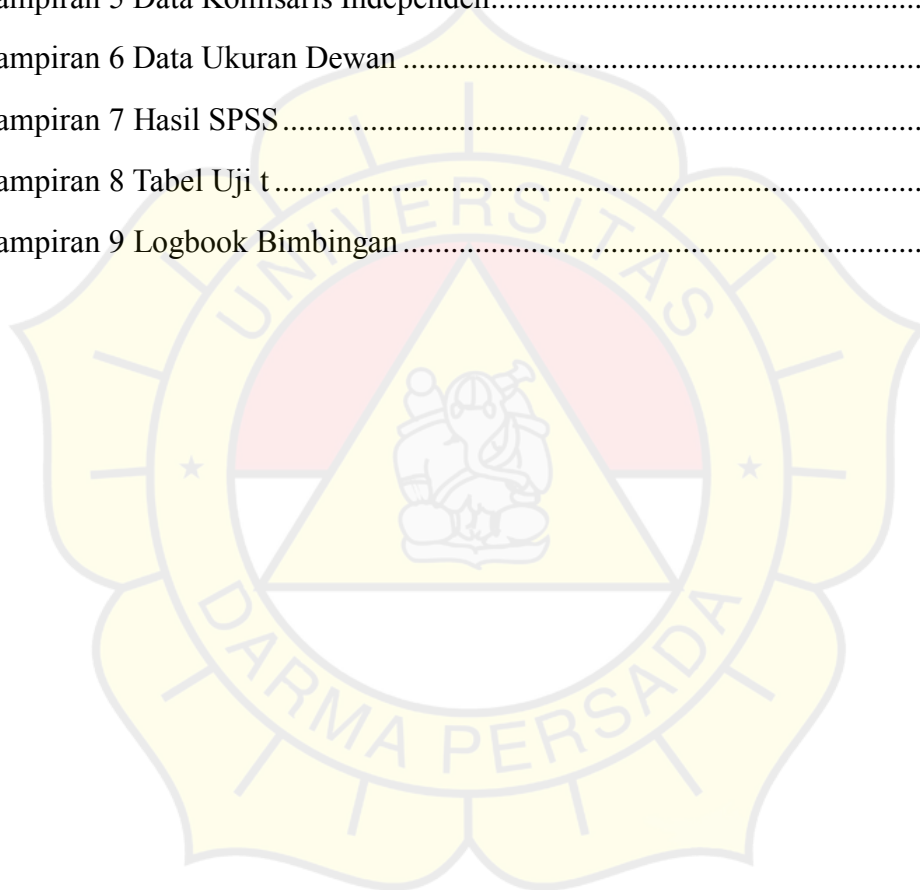 ampiran 5 Data Komisaris Independen
ampiran 6 Data Ukuran Dewan ........................................................................
ampiran 7 Hasil SPSS........................................................................
ampiran 8 Tabel Uji t ........................................................................
ampiran 9 Logbook Bimbingan ........................................................................
UNIVERSITAS
DARMA PERSADA